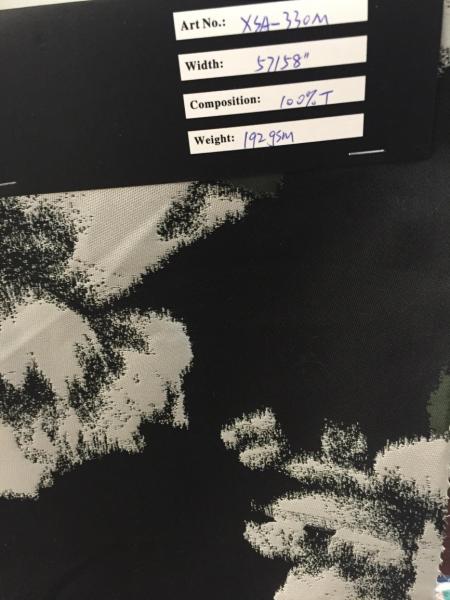 Art No.: XSA-330M
Width: 57/58"
Composition: 100% T
Weight: 192gsm